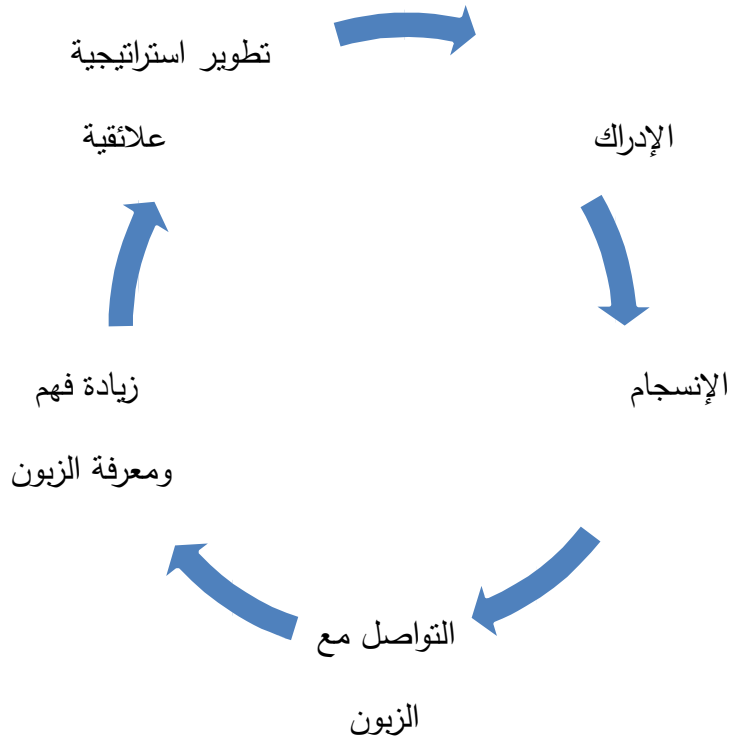 تطوير استراتيجية
علائقية
الإدراك
الإنسجام
التواصل مع
الزبون
زيادة فهم
ومعرفة الزبون